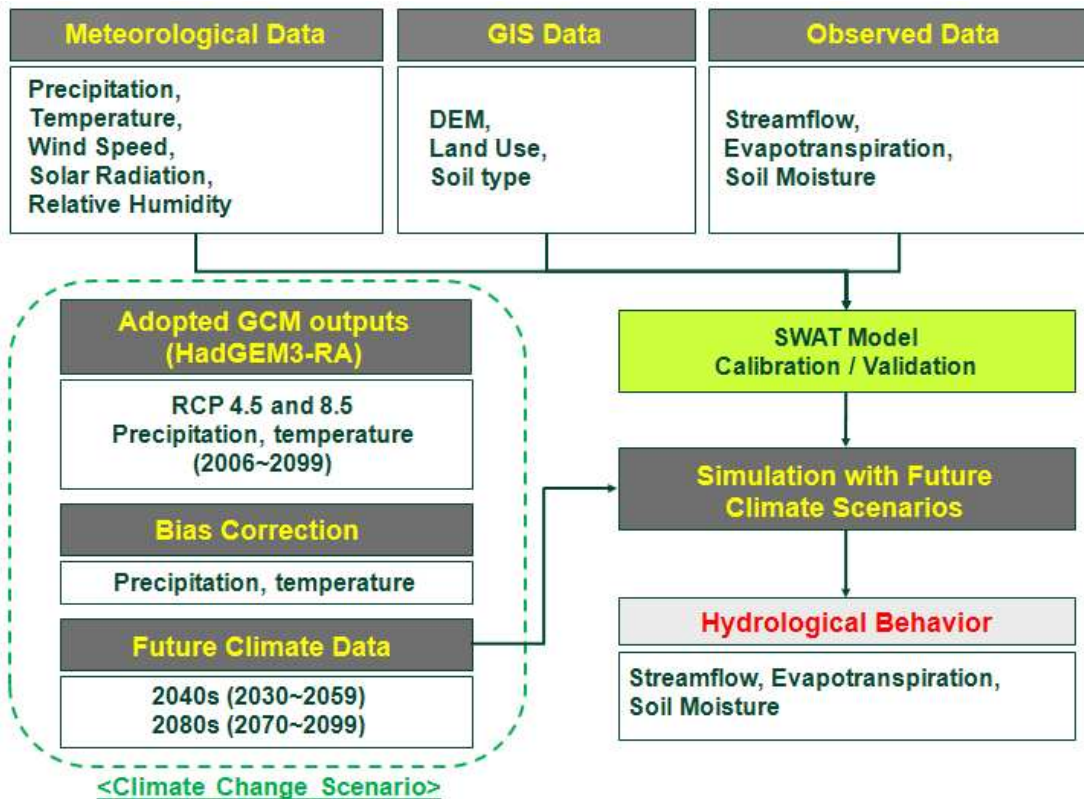 Meteorological Data
Precipitation,
Temperature,
Wind Speed,
Solar Radiation,
Relative Humidity
GIS Data
DEM,
Land Use,
Soil type
Observed Data
Streamflow,
Evapotranspiration,
Soil Moisture
Adopted GCM outputs
(HadGEM3-RA)
RCP 4.5 and 8.5
Precipitation, temperature
(2006~2099)
Bias Correction
Precipitation, temperature
Future Climate Data
2040s (2030~2059)
2080s (2070~2099)
<Climate Change Scenario>
SWAT Model
Calibration / Validation
Simulation with Future
Climate Scenarios
Hydrological Behavior
Streamflow, Evapotranspiration,
Soil Moisture